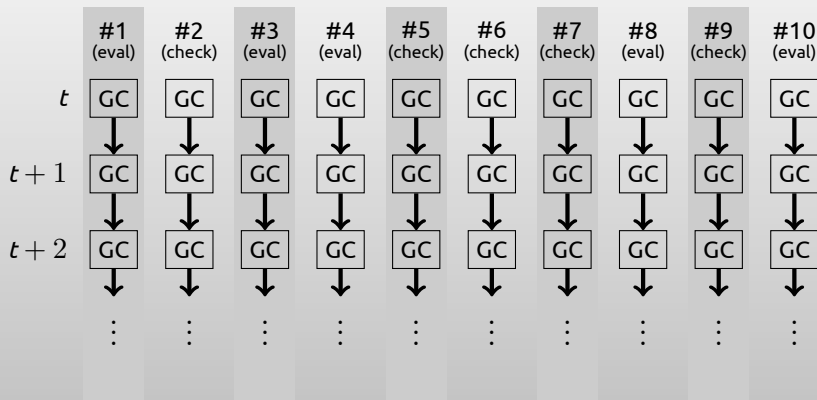 #1 #2 #3 #4 #5 #6 #7 #8 #9 #10
(eval) (check) (eval) (eval) (check) (check) (check) (eval) (check) (eval)
t GC GC GC GC GC GC GC GC GC GC
t + 1 GC GC GC GC GC GC GC GC GC GC
t + 2 GC GC GC GC GC GC GC GC GC GC
⋮ ⋮ ⋮ ⋮ ⋮ ⋮ ⋮ ⋮ ⋮ ⋮